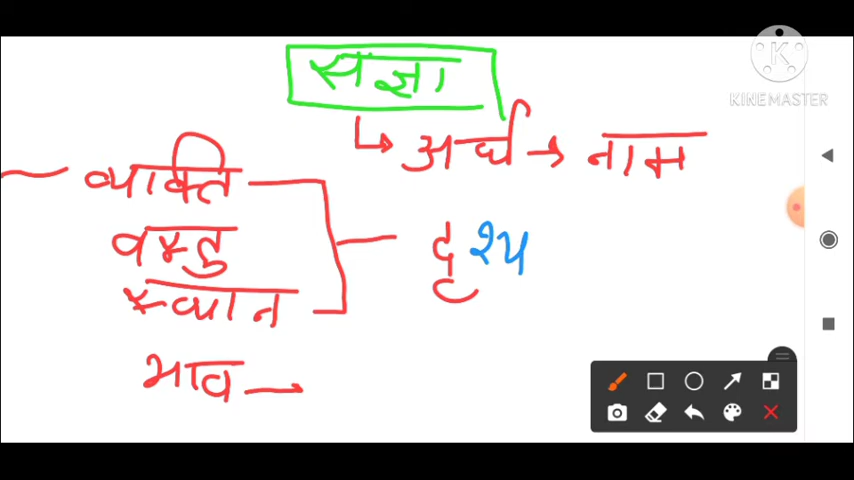 संज्ञा
↳ अर्थ → नाम
व्यक्ति
वस्तु
स्थान
दृश्य
भाव →
KINEMASTER